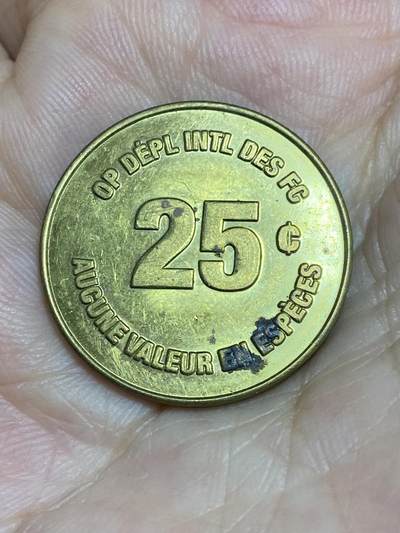 OP DÉPL INTL DES FC
25 ¢
AUCUNE VALEUR EN ESPÈCES